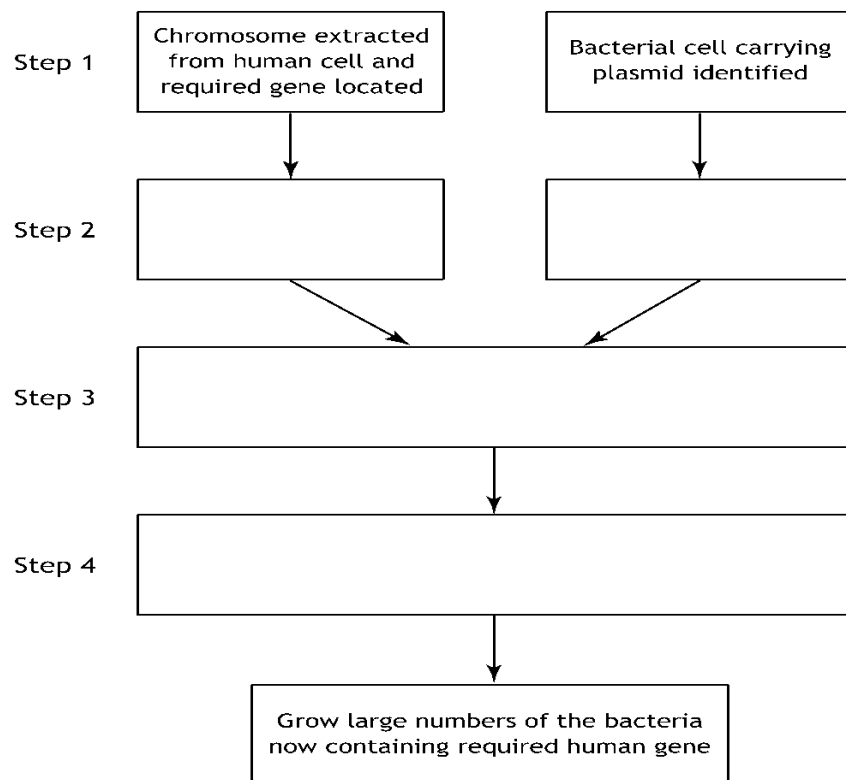 Step 1
Chromosome extracted
from human cell and
required gene located
Bacterial cell carrying
plasmid identified
Step 2
Step 3
Step 4
Grow large numbers of the bacteria
now containing required human gene